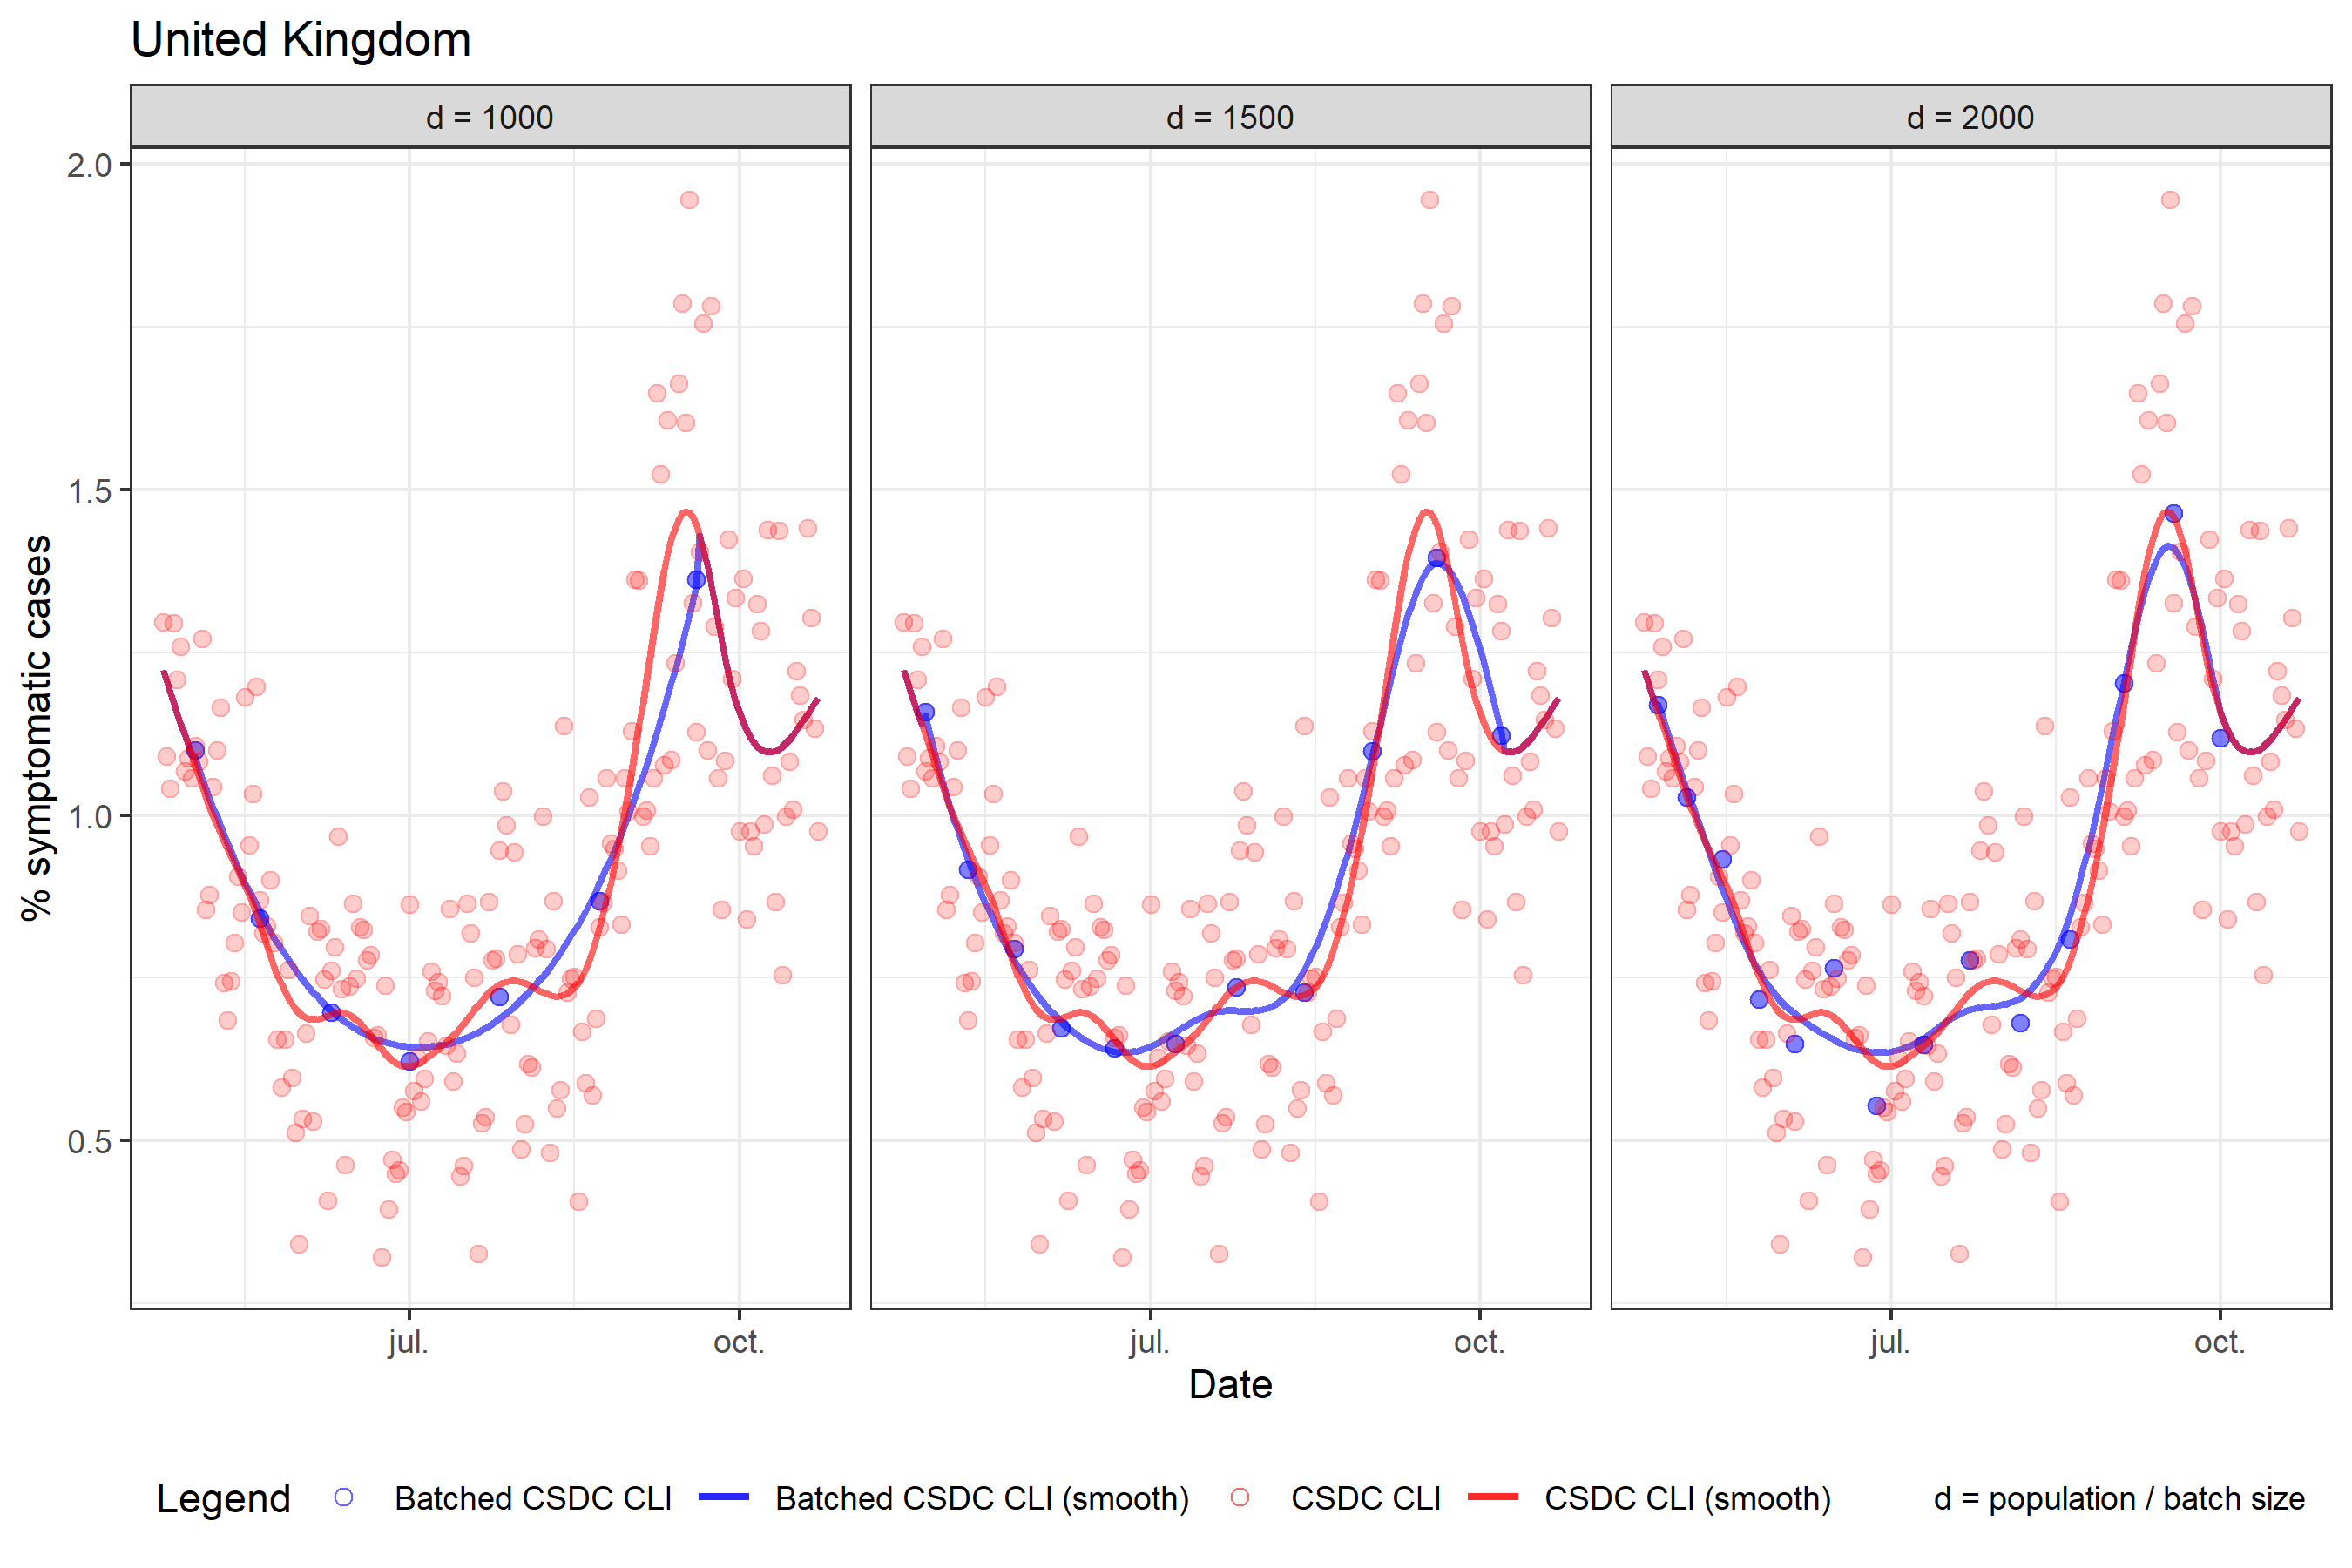 United Kingdom
d = 1000
d = 1500
d = 2000
% symptomatic cases
2.0
1.5
1.0
0.5
jul.
oct.
jul.
oct.
jul.
oct.
Date
Legend Batched CSDC CLI Batched CSDC CLI (smooth) CSDC CLI CSDC CLI (smooth) d = population / batch size